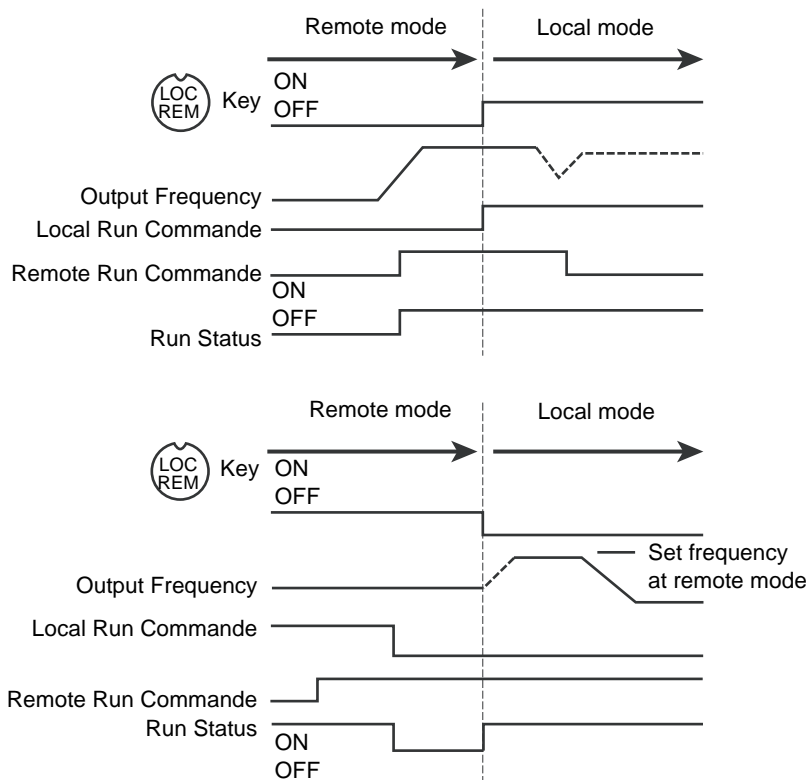 Remote mode
Local mode
LOC
REM
Key
ON
OFF
Output Frequency
Local Run Commande
Remote Run Commande
ON
OFF
Run Status
Remote mode
Local mode
LOC
REM
Key
ON
OFF
Set frequency
at remote mode
Output Frequency
Local Run Commande
Remote Run Commande
Run Status
ON
OFF